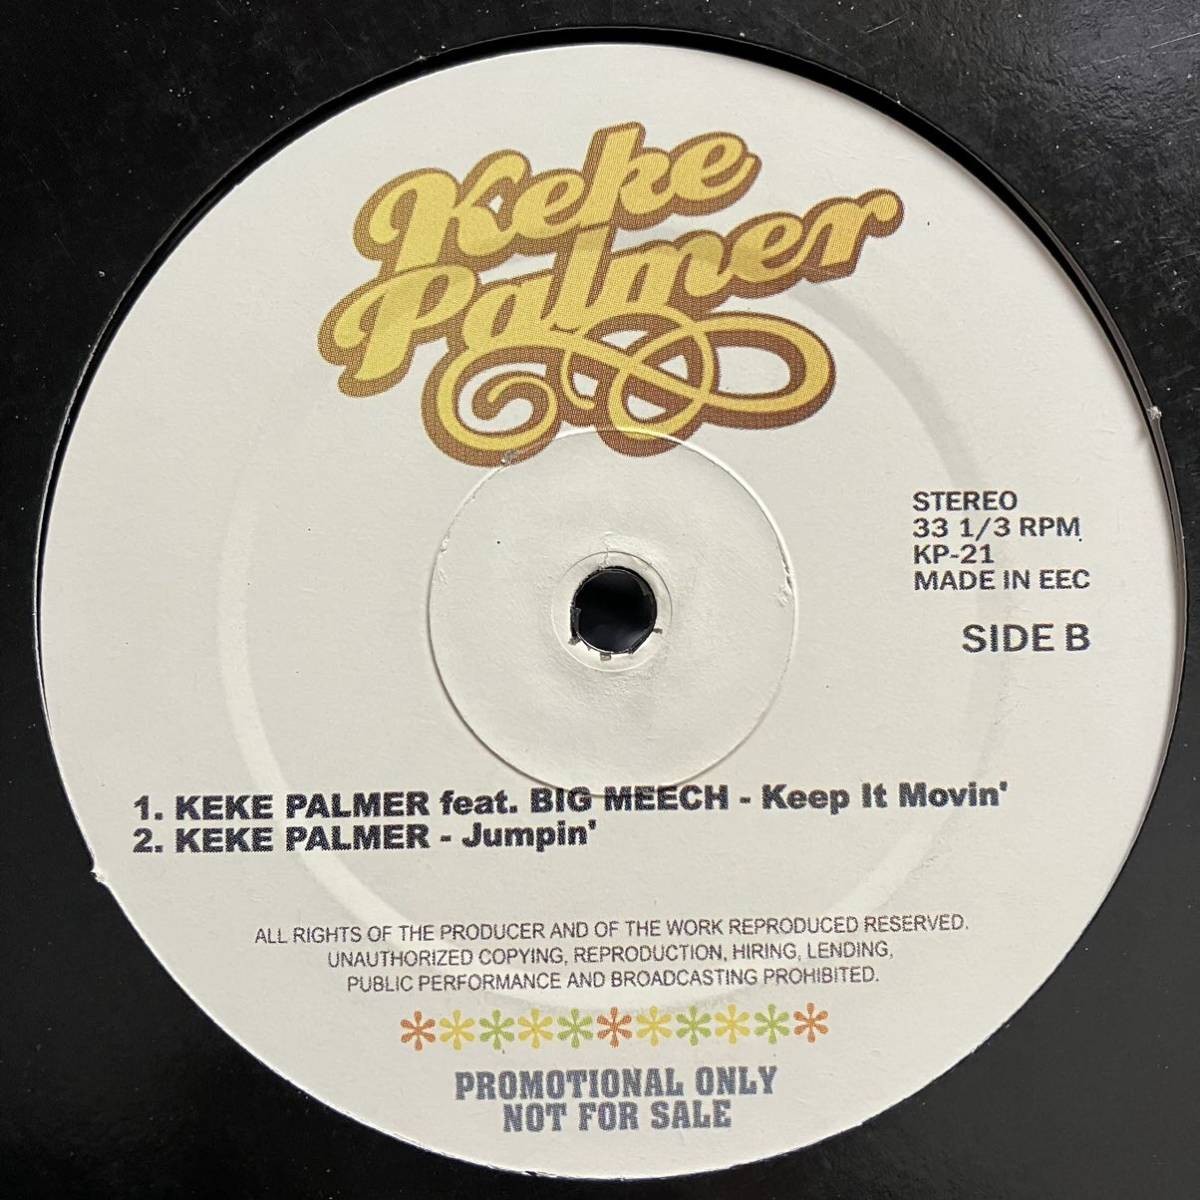 Keke
Palmer
STEREO
33 1/3 RPM
KP-21
MADE IN EEC
SIDE B
1. KEKE PALMER feat. BIG MEECH - Keep It Movin'
2. KEKE PALMER - Jumpin'
ALL RIGHTS OF THE PRODUCER AND OF THE WORK REPRODUCED RESERVED.
UNAUTHORIZED COPYING, REPRODUCTION, HIRING, LENDING,
PUBLIC PERFORMANCE AND BROADCASTING PROHIBITED.
PROMOTIONAL ONLY
NOT FOR SALE